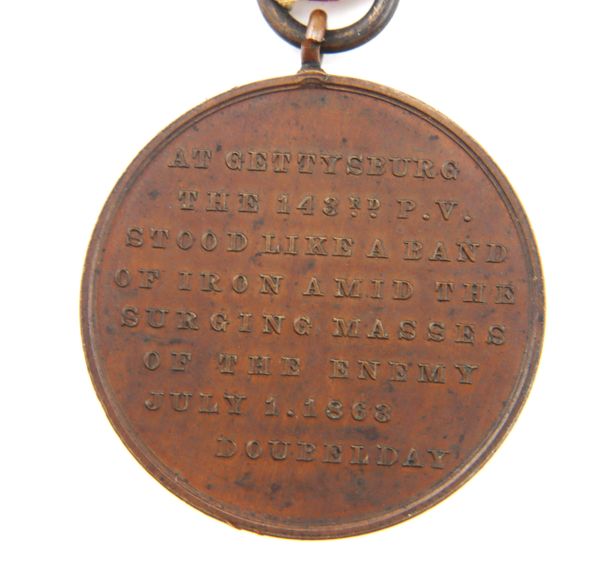 AT GETTYSBURG
THE 143RD P.V.
STOOD LIKE A BAND
OF IRON AMID THE
SURGING MASSES
OF THE ENEMY
JULY 1. 1863
DOUBELDAY